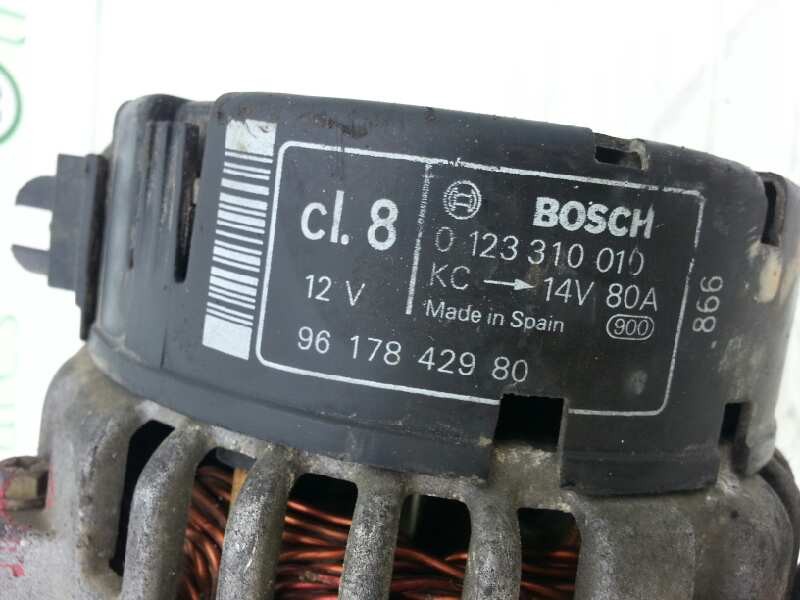 cl. 8
12 V
BOSCH
0 123 310 010
KC → 14V 80A
Made in Spain
900
96 178 429 80
866.